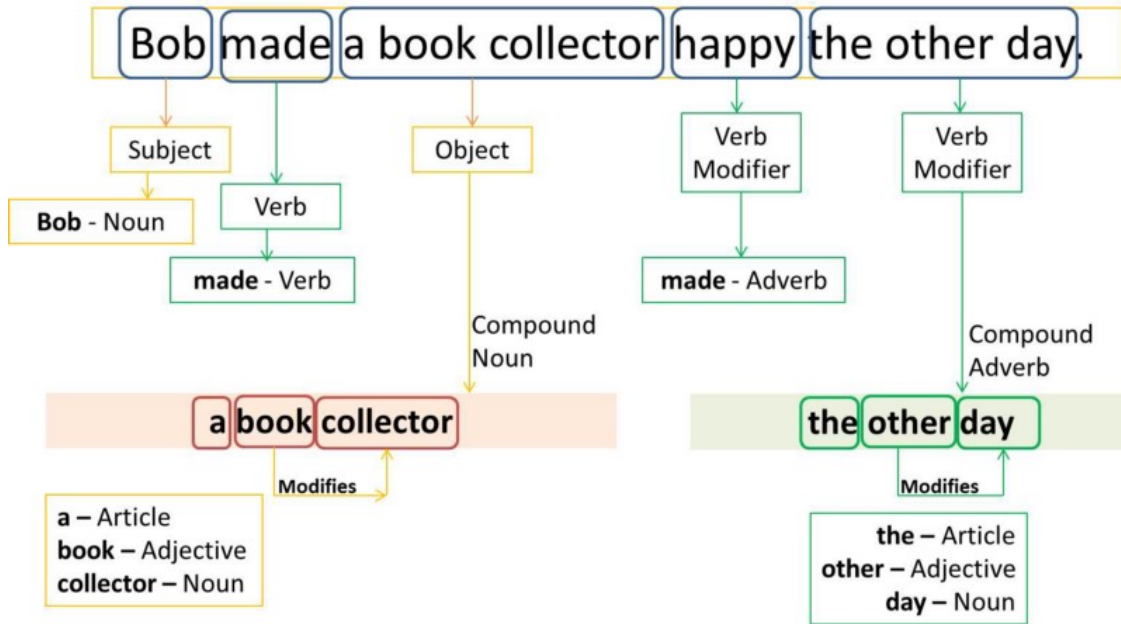 Bob made a book collector happy the other day.
Subject
Object
Verb
Modifier
Verb
Modifier
Bob - Noun
Verb
made - Verb
made - Adverb
Compound
Noun
Compound
Adverb
a book collector
the other day
Modifies
Modifies
a – Article
book – Adjective
collector – Noun
the – Article
other – Adjective
day – Noun